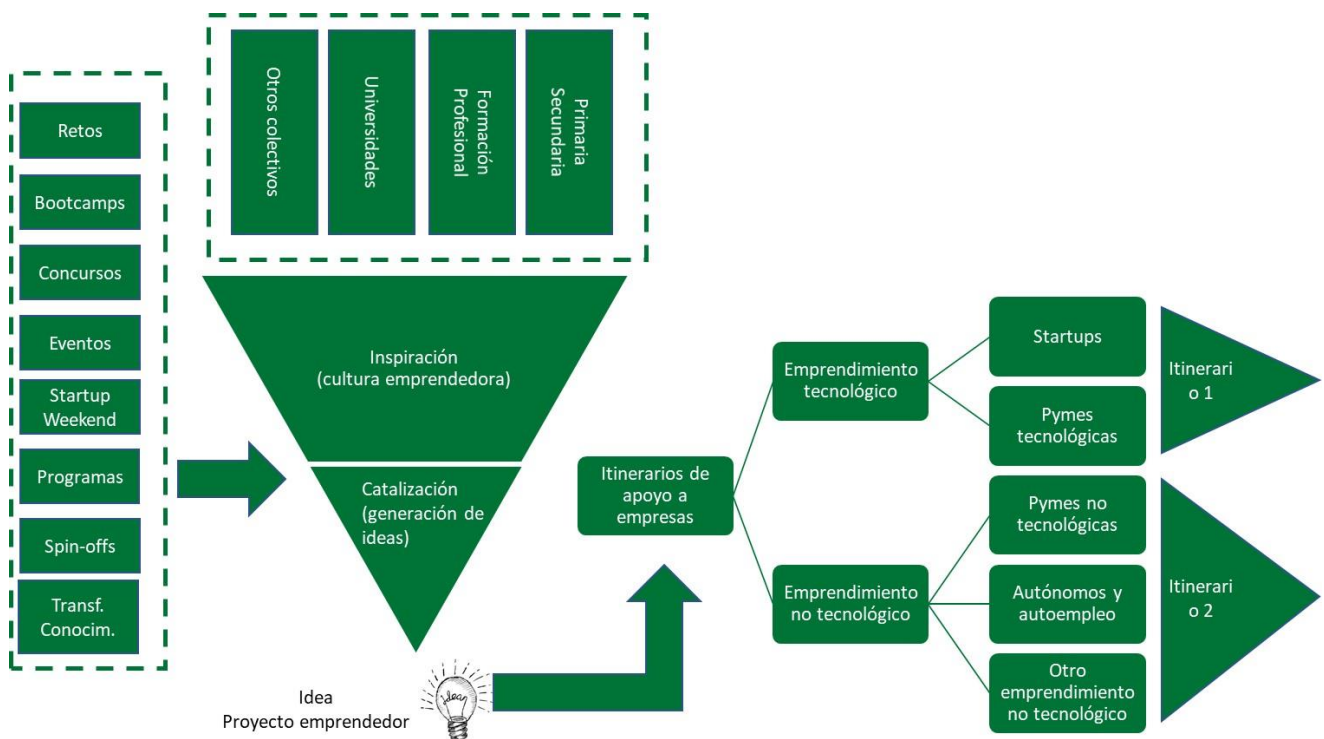 Retos
Bootcamps
Concursos
Eventos
Startup
Weekend
Programas
Spin-offs
Transf.
Conocim.
Otros colectivos
Universidades
Formación
Profesional
Primaria
Secundaria
Inspiración
(cultura emprendedora)
Catalización
(generación de
ideas)
Idea
Proyecto emprendedor
idea
Itinerarios de
apoyo a
empresas
Emprendimiento
tecnológico
Emprendimiento
no tecnológico
Startups
Pymes
tecnológicas
Pymes no
tecnológicas
Autónomos y
autoempleo
Otro
emprendimiento
no tecnológico
Itinerari
o 1
Itinerari
o 2